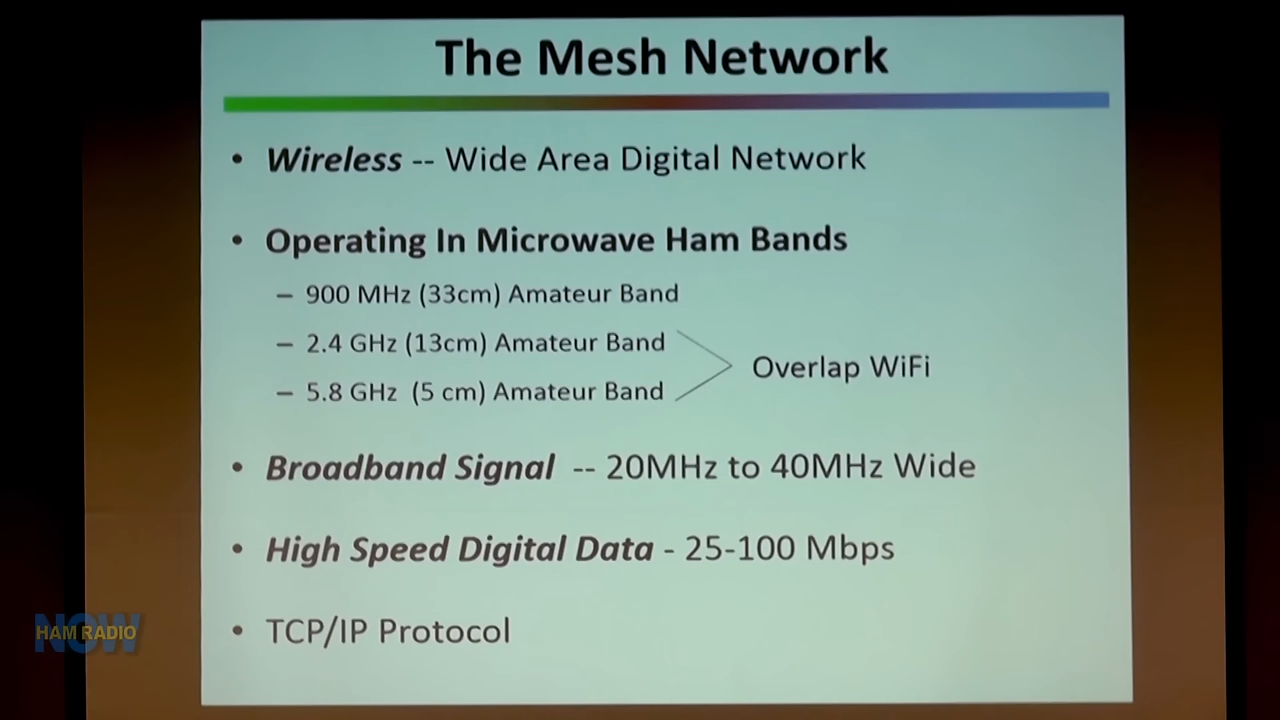 The Mesh Network
• Wireless -- Wide Area Digital Network
• Operating In Microwave Ham Bands
– 900 MHz (33cm) Amateur Band
– 2.4 GHz (13cm) Amateur Band
Overlap WiFi
– 5.8 GHz (5 cm) Amateur Band
• Broadband Signal -- 20MHz to 40MHz Wide
• High Speed Digital Data - 25-100 Mbps
• TCP/IP Protocol
NOW
HAM RADIO